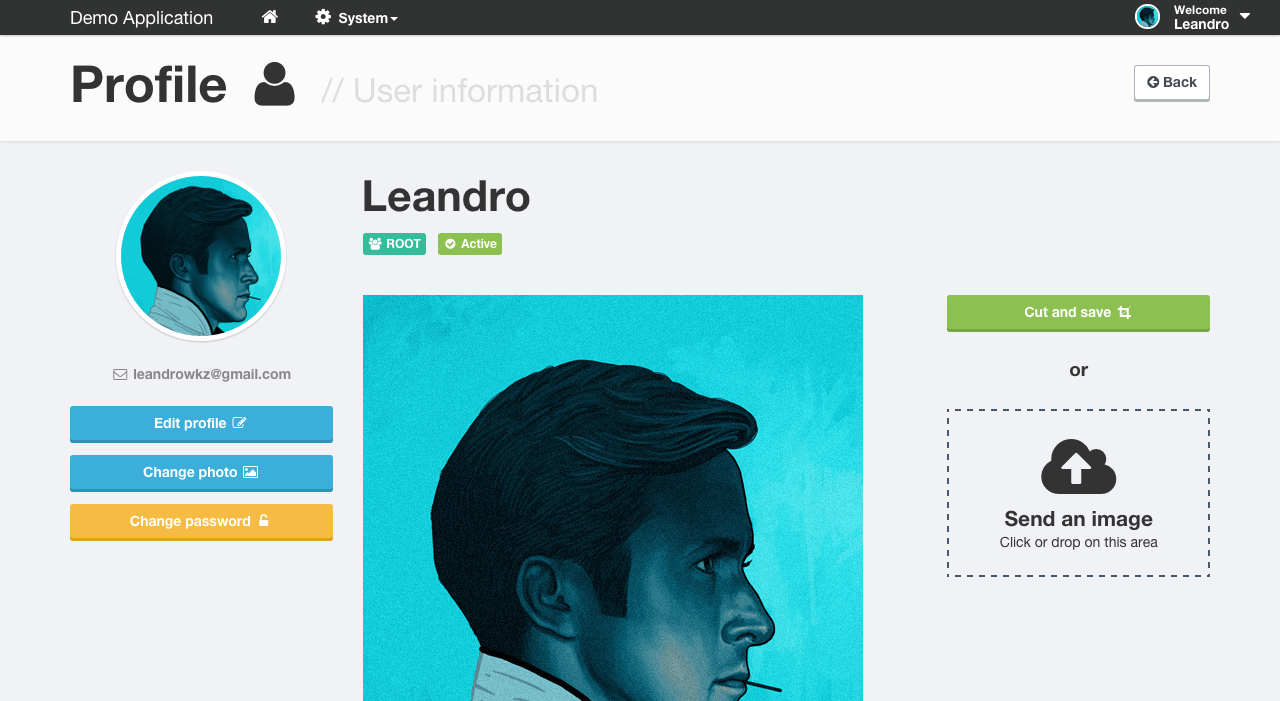 Demo Application
System
Welcome
Leandro
Profile
// User information
Back
Leandro
ROOT
Active
leandrowkz@gmail.com
Edit profile
Change photo
Change password
Cut and save
or
Send an image
Click or drop on this area